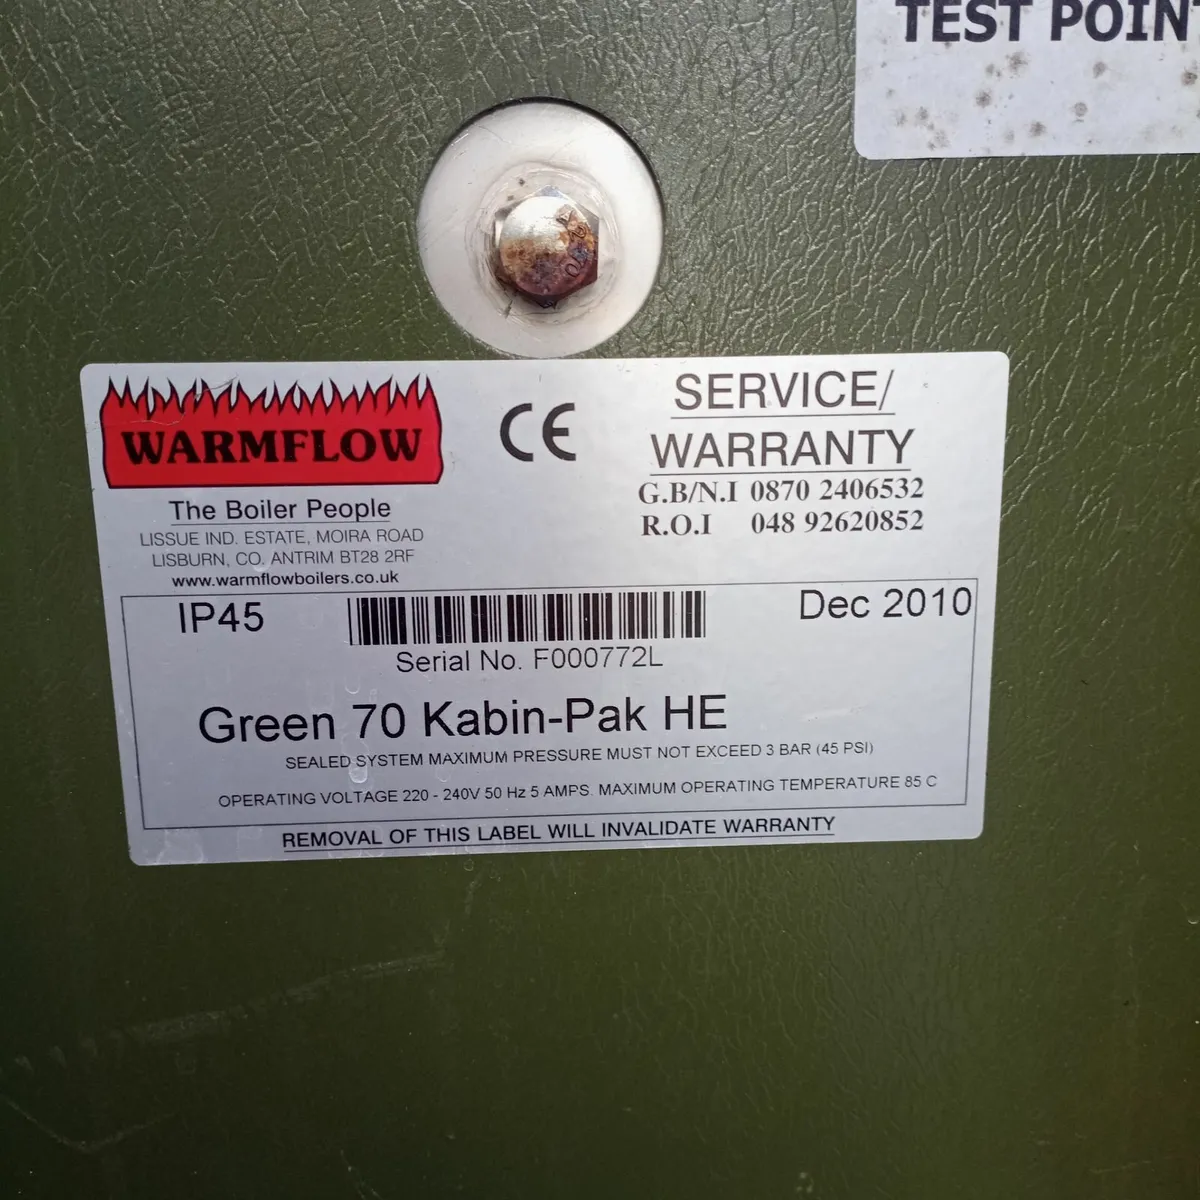 TEST POIN
WARMFLOW
The Boiler People
LISSUE IND. ESTATE, MOIRA ROAD
LISBURN, CO. ANTRIM BT28 2RF
www.warmflowboilers.co.uk
CE
SERVICE/
WARRANTY
G.B/N.I 0870 2406532
R.O.I 048 92620852
IP45
Dec 2010
Serial No. F000772L
Green 70 Kabin-Pak HE
SEALED SYSTEM MAXIMUM PRESSURE MUST NOT EXCEED 3 BAR (45 PSI)
OPERATING VOLTAGE 220 - 240V 50 Hz 5 AMPS. MAXIMUM OPERATING TEMPERATURE 85 C
REMOVAL OF THIS LABEL WILL INVALIDATE WARRANTY